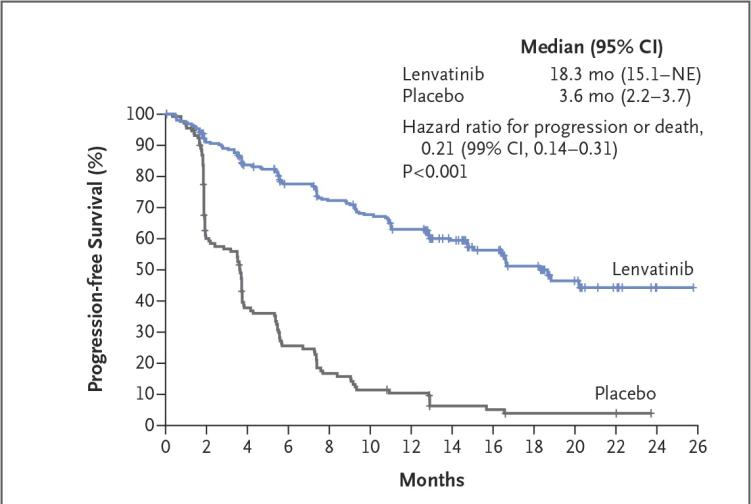 Median (95% CI)
Lenvatinib 18.3 mo (15.1–NE)
Placebo 3.6 mo (2.2–3.7)
Hazard ratio for progression or death,
0.21 (99% CI, 0.14–0.31)
P<0.001
Progression-free Survival (%)
100
90
80
70
60
50
40
30
20
10
0
Lenvatinib
Placebo
0 2 4 6 8 10 12 14 16 18 20 22 24 26
Months